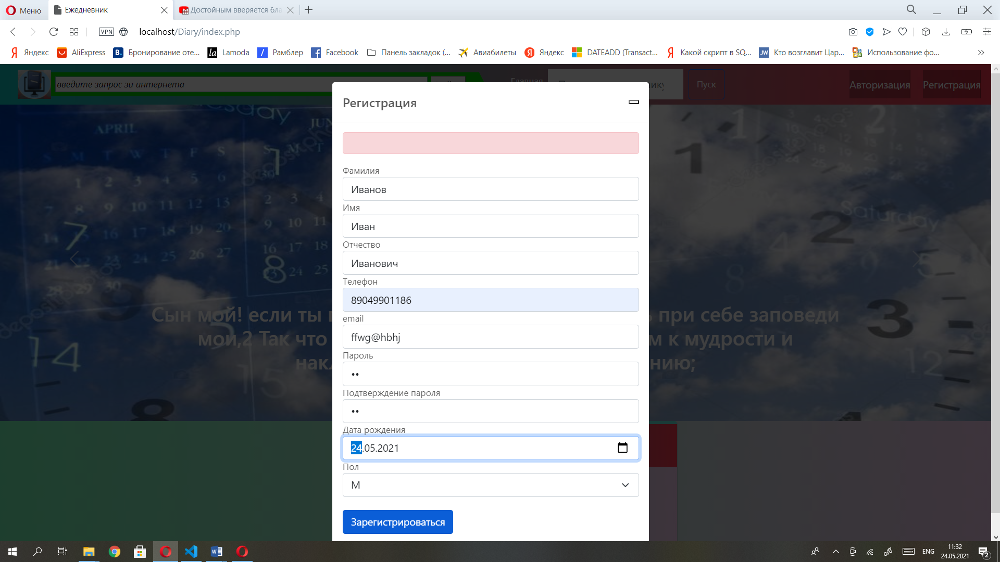 Меню
Ежедневник
Достойным вверяется бла
VPN
localhost/Diary/index.php
Яндекс
AliExpress
Бронирование оте...
Lamoda
Рамблер
Facebook
Панель закладок (...
Авиабилеты
Яндекс
DATEADD (Transact...
Какой скрипт в SQ...
Кто возглавит Цар...
Использование фо...
введите запрос зи интернета
Главная
Пуск
Авторизация
Регистрация
Регистрация
Фамилия
Иванов
Имя
Иван
Отчество
Иванович
Телефон
89049901186
email
ffwg@hbhj
Пароль
••
Подтверждение пароля
••
Дата рождения
24.05.2021
Пол
М
Зарегистрироваться
Сын мой! если ты при себе заповеди
мои,2 Так что м к мудрости и
нию;
APRIL
Saturday
ENG
11:32
24.05.2021
2